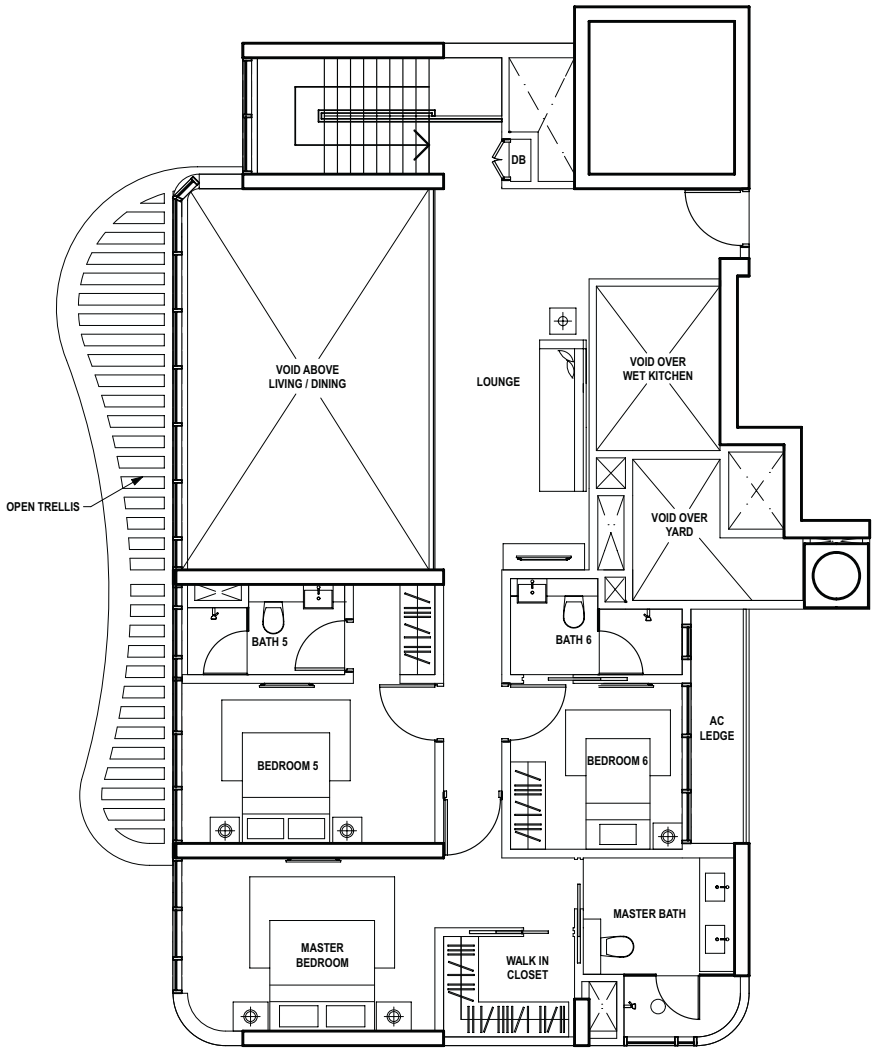 DB
VOID ABOVE
LIVING / DINING
LOUNGE
VOID OVER
WET KITCHEN
OPEN TRELLIS
VOID OVER
YARD
BATH 5
BATH 6
AC
LEDGE
BEDROOM 5
BEDROOM 6
MASTER BATH
MASTER
BEDROOM
WALK IN
CLOSET